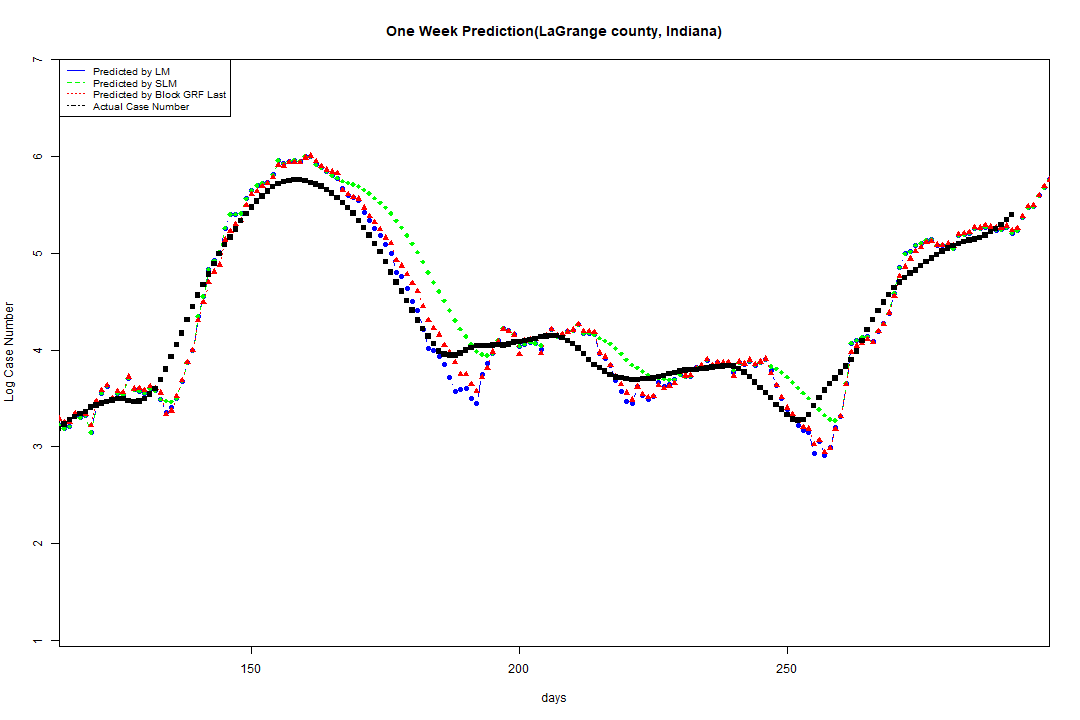 One Week Prediction(LaGrange county, Indiana)
7
Predicted by LM
Predicted by SLM
Predicted by Block GRF Last
Actual Case Number
6
5
4
3
2
1
Log Case Number
150 200 250
days